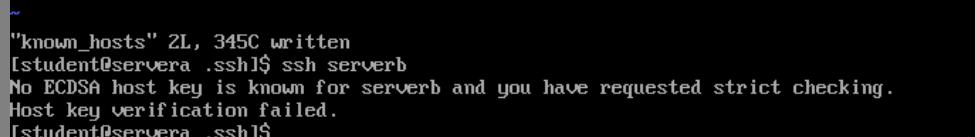 ~
"known_hosts" 2L, 345C written
[student@servera .ssh]$ ssh serverb
No ECDSA host key is known for serverb and you have requested strict checking.
Host key verification failed.
[student@servera .ssh]$